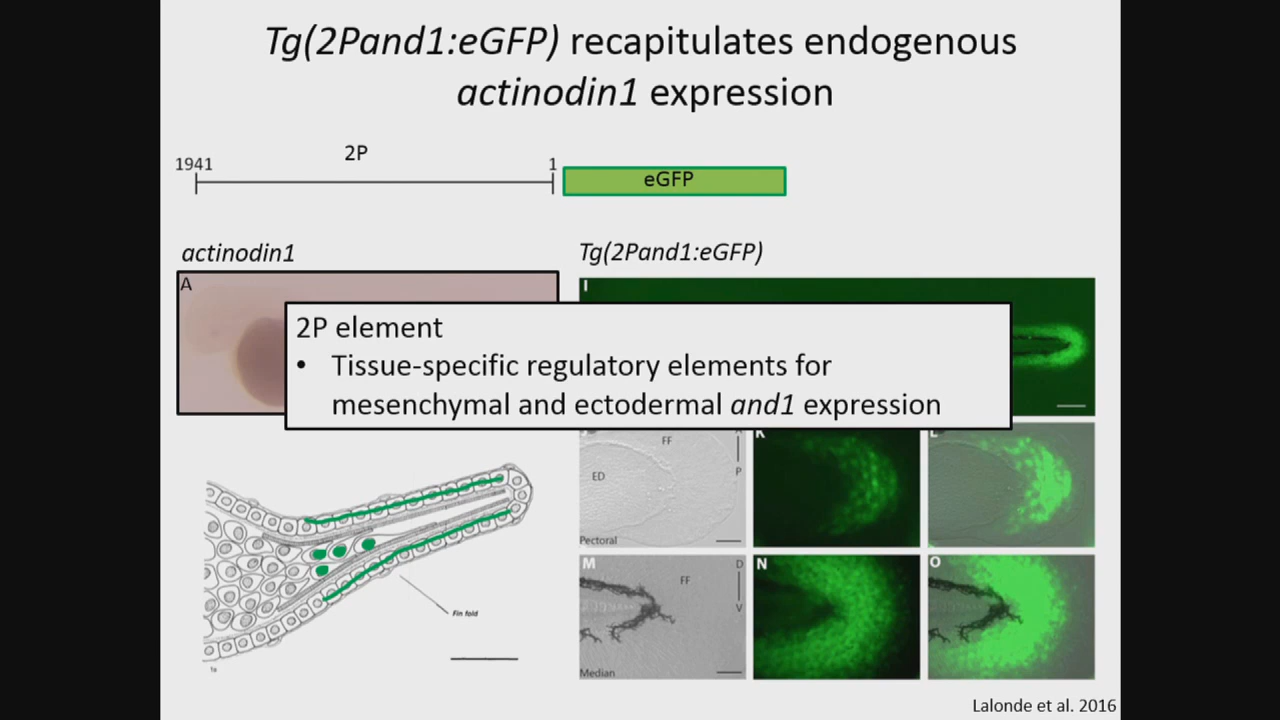 Tg(2Pand1:eGFP) recapitulates endogenous
actinodin1 expression
1941
2P
1
eGFP
actinodin1
Tg(2Pand1:eGFP)
A
I
2P element
• Tissue-specific regulatory elements for
mesenchymal and ectodermal and1 expression
FF
P
ED
Pectoral
K
L
M
D
FF
V
Median
N
O
Fin fold
1a
Lalonde et al. 2016